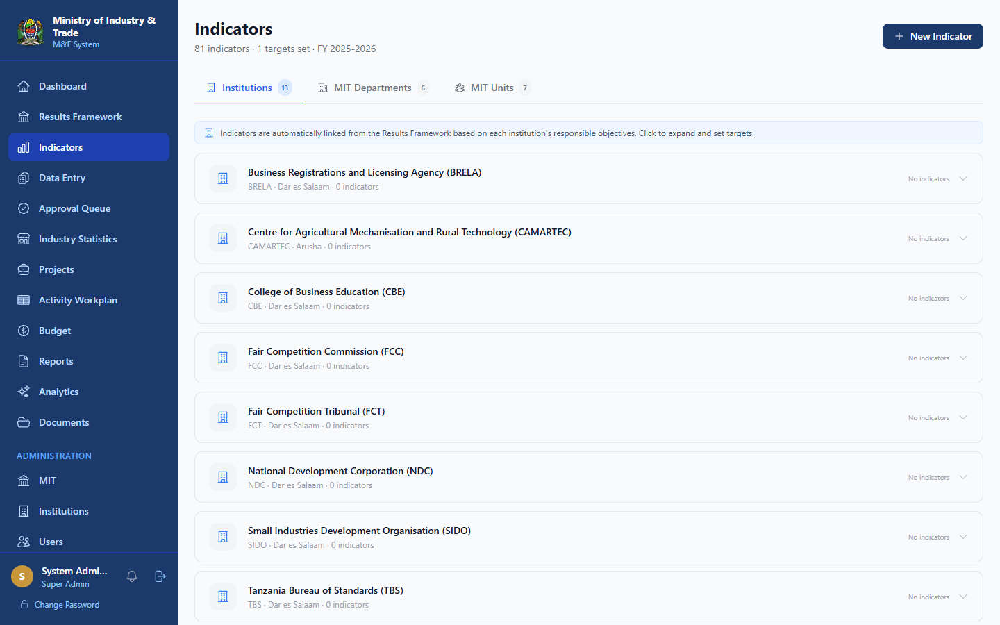 Ministry of Industry &
Trade
M&E System
Dashboard
Results Framework
Indicators
Data Entry
Approval Queue
Industry Statistics
Projects
Activity Workplan
Budget
Reports
Analytics
Documents
ADMINISTRATION
MIT
Institutions
Users
S
System Admi...
Super Admin
Change Password
Indicators
81 indicators · 1 targets set · FY 2025-2026
New Indicator
Institutions 13
MIT Departments 6
MIT Units 7
Indicators are automatically linked from the Results Framework based on each institution's responsible objectives. Click to expand and set targets.
Business Registrations and Licensing Agency (BRELA)
BRELA · Dar es Salaam · 0 indicators
No indicators
Centre for Agricultural Mechanisation and Rural Technology (CAMARTEC)
CAMARTEC · Arusha · 0 indicators
No indicators
College of Business Education (CBE)
CBE · Dar es Salaam · 0 indicators
No indicators
Fair Competition Commission (FCC)
FCC · Dar es Salaam · 0 indicators
No indicators
Fair Competition Tribunal (FCT)
FCT · Dar es Salaam · 0 indicators
No indicators
National Development Corporation (NDC)
NDC · Dar es Salaam · 0 indicators
No indicators
Small Industries Development Organisation (SIDO)
SIDO · Dar es Salaam · 0 indicators
No indicators
Tanzania Bureau of Standards (TBS)
TBS · Dar es Salaam · 0 indicators
No indicators